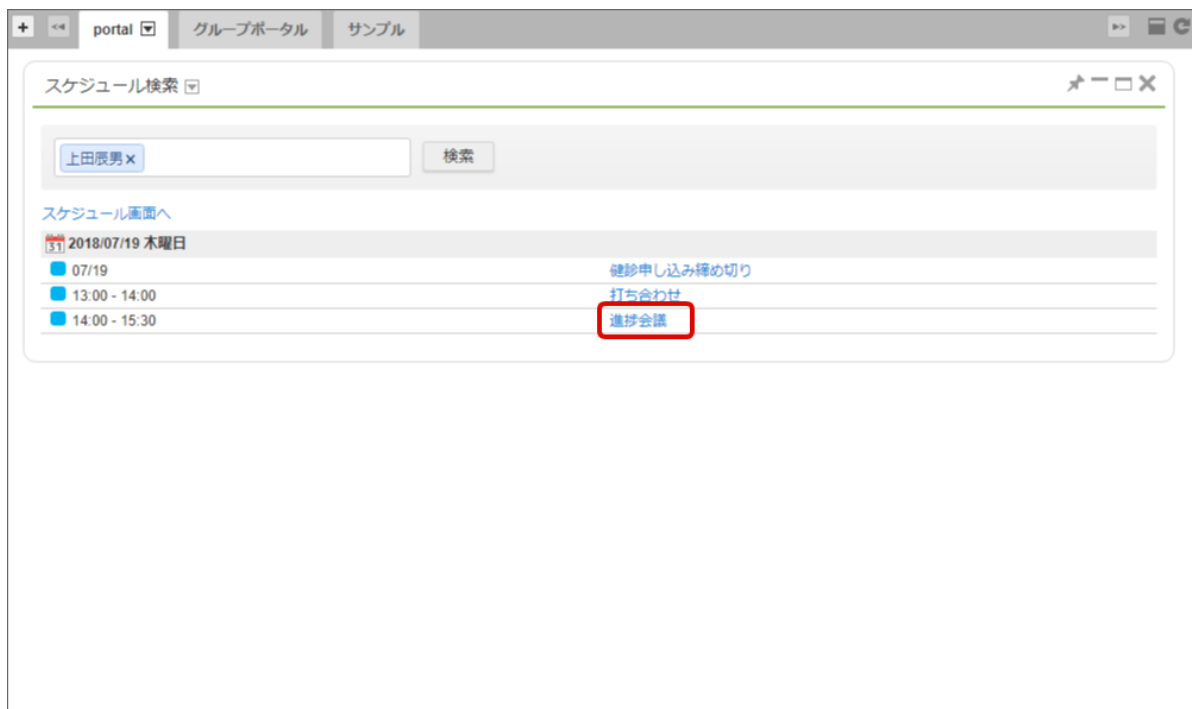 portal グループポータル サンプル
スケジュール検索
上田辰男× 検索
スケジュール画面へ
31 2018/07/19 木曜日
07/19 健診申し込み締め切り
13:00 - 14:00 打ち合わせ
14:00 - 15:30 進捗会議